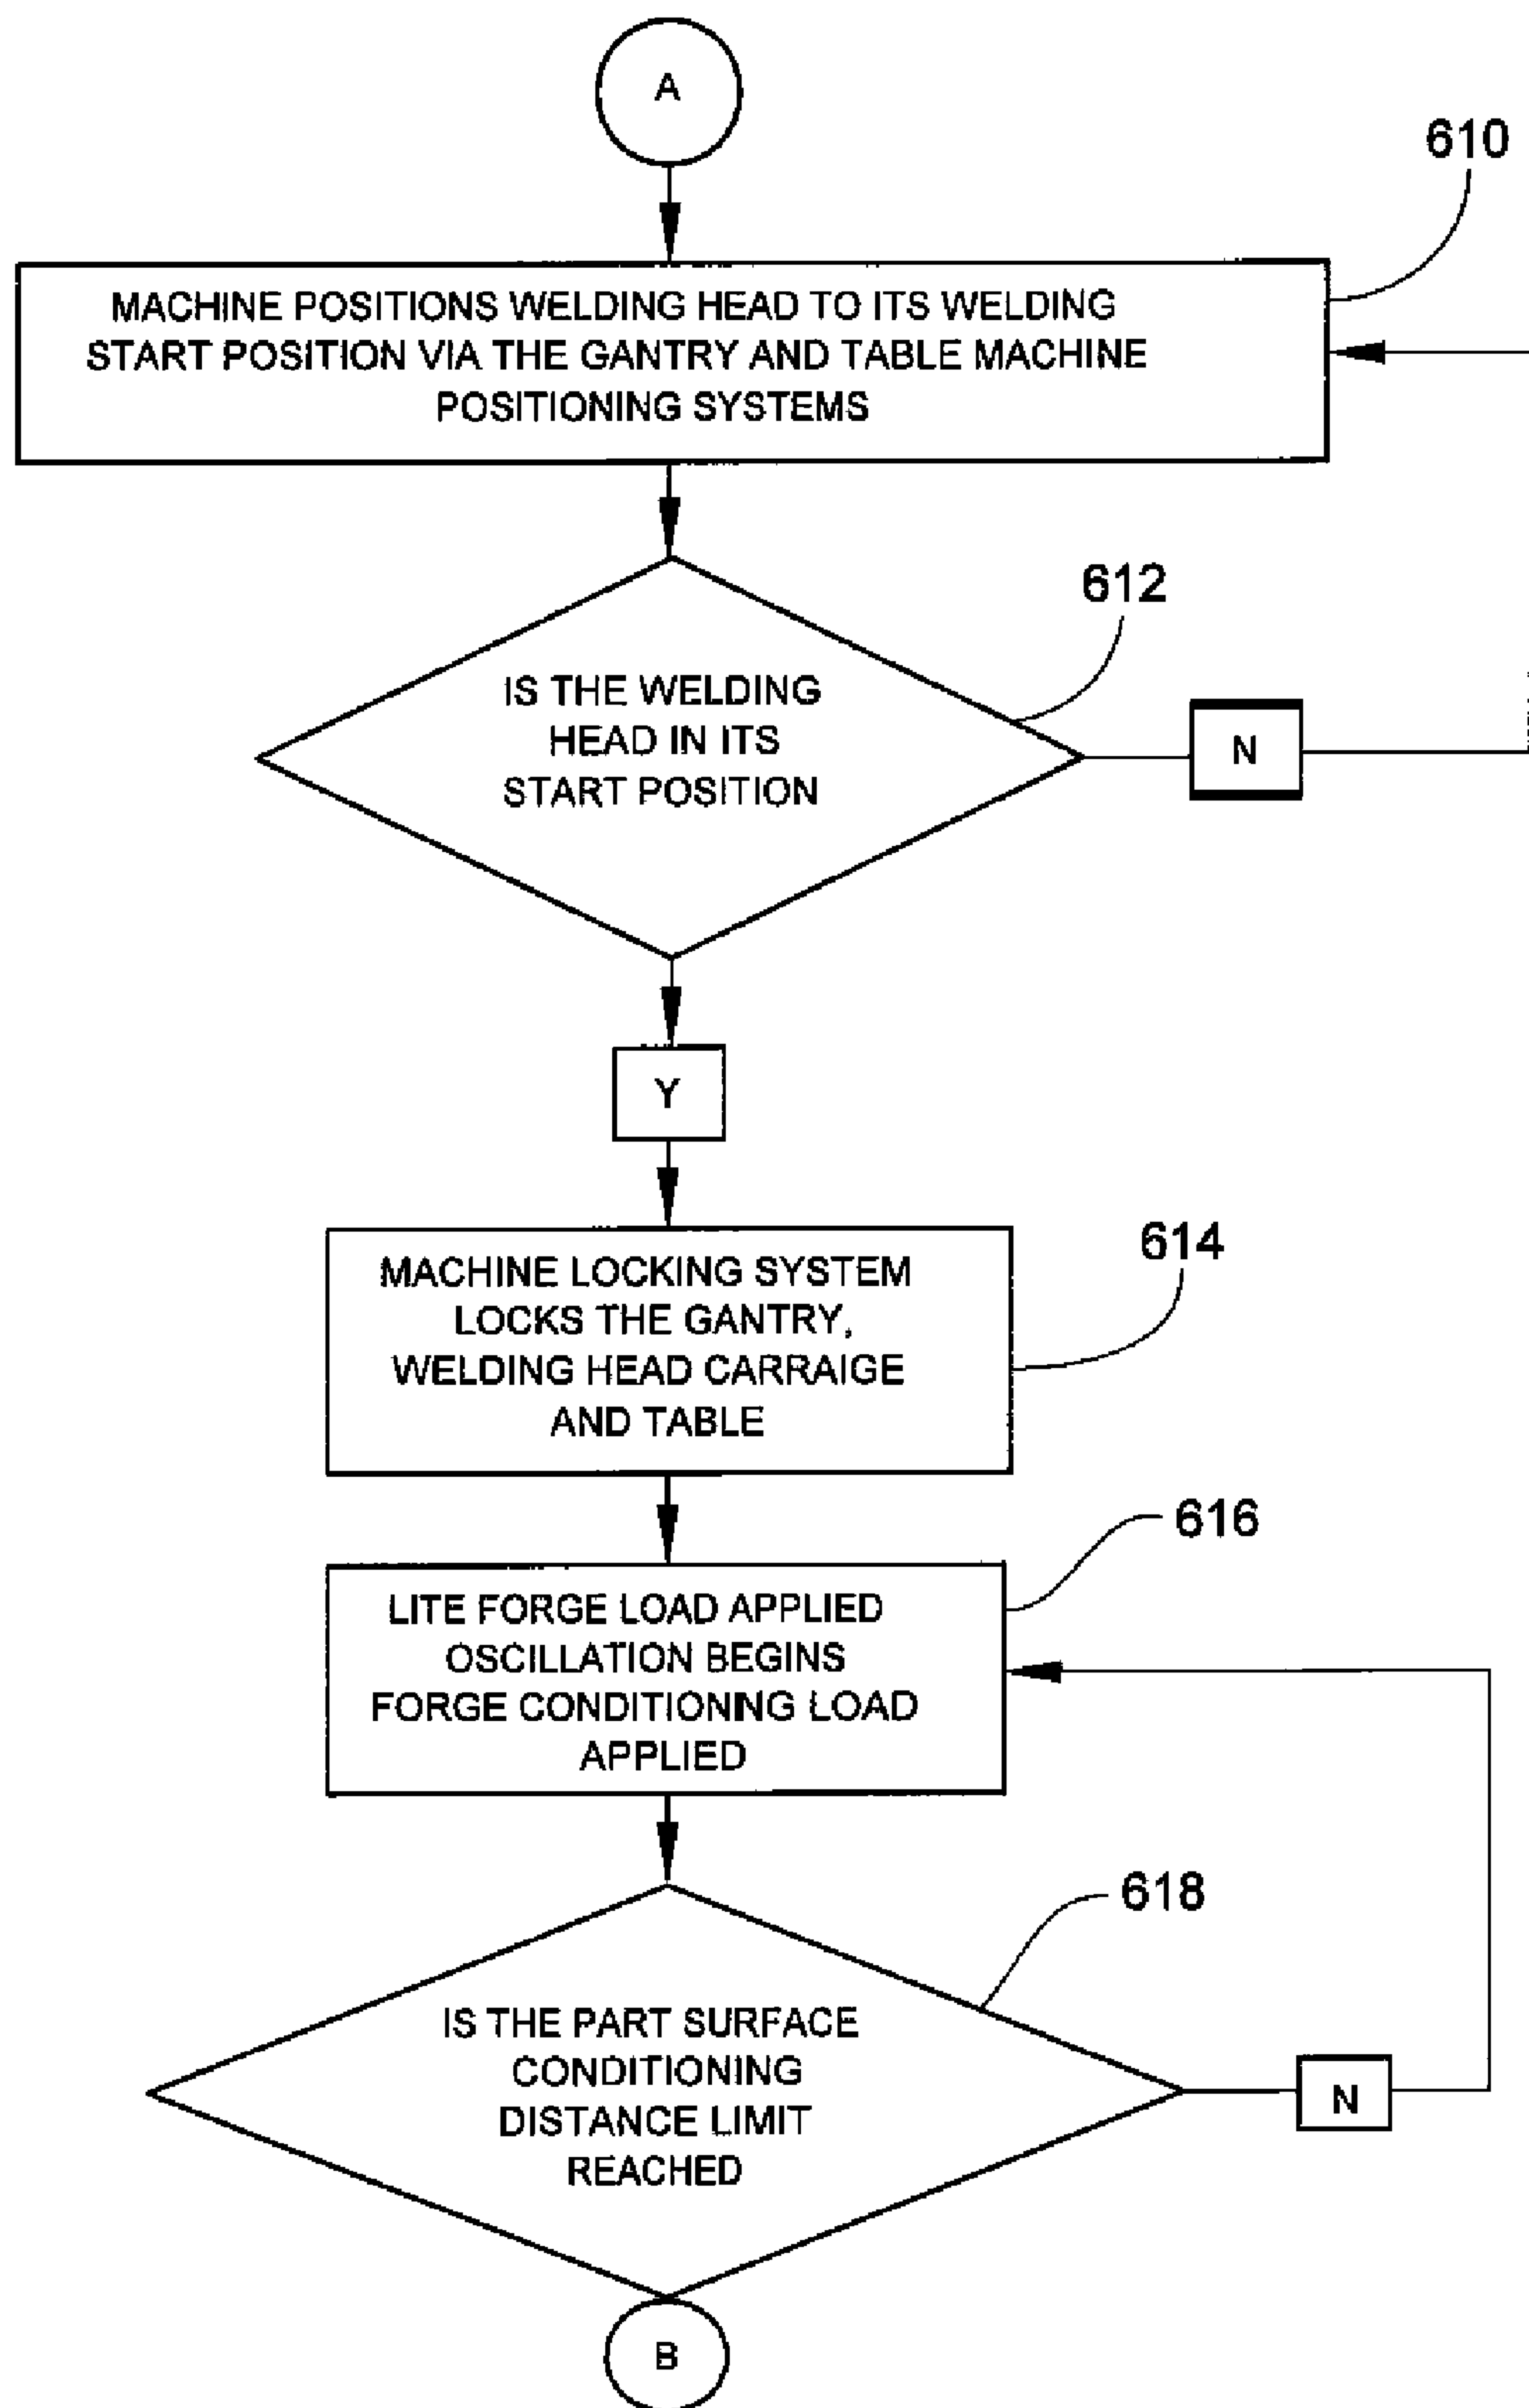 A
610
MACHINE POSITIONS WELDING HEAD TO ITS WELDING
START POSITION VIA THE GANTRY AND TABLE MACHINE
POSITIONING SYSTEMS
612
IS THE WELDING
HEAD IN ITS
START POSITION
N
Y
614
MACHINE LOCKING SYSTEM
LOCKS THE GANTRY,
WELDING HEAD CARRAIGE
AND TABLE
616
LITE FORGE LOAD APPLIED
OSCILLATION BEGINS
FORGE CONDITIONING LOAD
APPLIED
618
IS THE PART SURFACE
CONDITIONING
DISTANCE LIMIT
REACHED
N
B